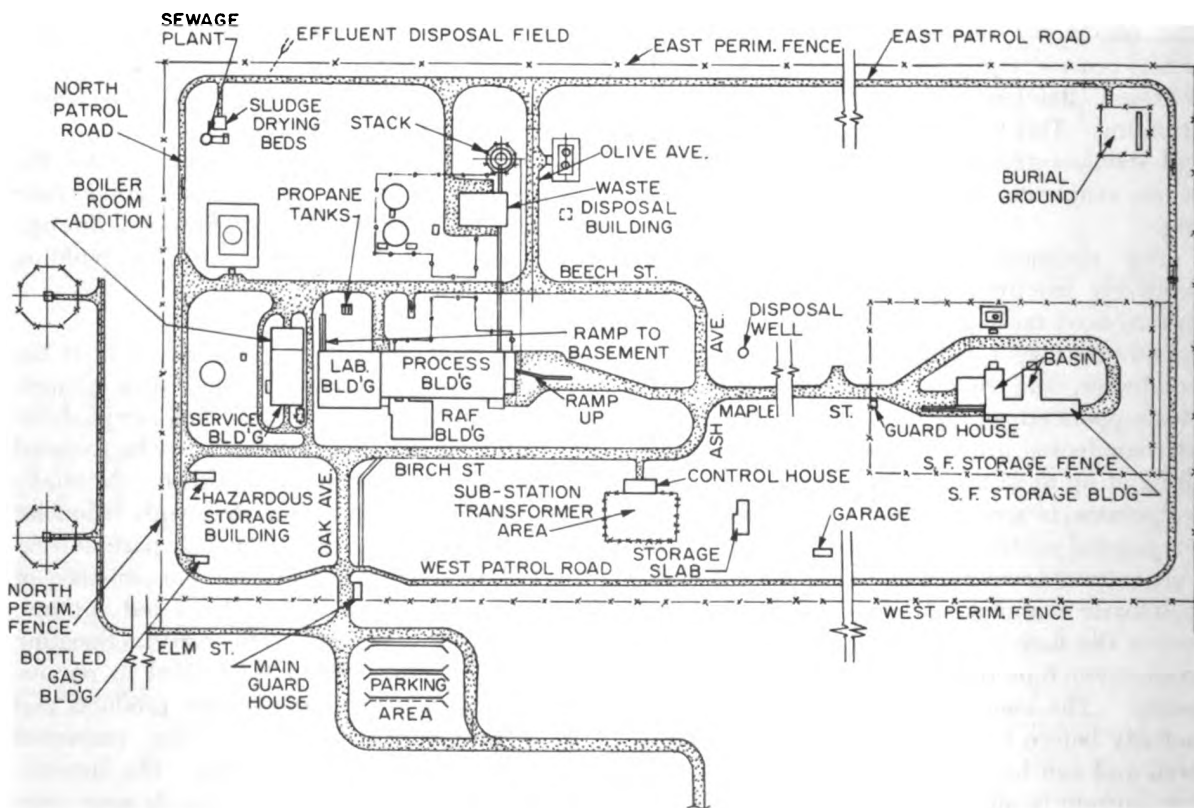 SEWAGE
PLANT
EFFLUENT DISPOSAL FIELD
EAST PERIM. FENCE
EAST PATROL ROAD
NORTH
PATROL
ROAD
SLUDGE
DRYING
BEDS
STACK
OLIVE AVE.
BOILER
ROOM
ADDITION
PROPANE
TANKS
WASTE
DISPOSAL
BUILDING
BURIAL
GROUND
BEECH ST.
DISPOSAL
WELL
AVE.
RAMP TO
BASEMENT
LAB.
BLD'G
PROCESS
BLD'G
BASIN
RAMP
UP
MAPLE ST.
SERVICE
BLD'G
RAF
BLD'G
GUARD HOUSE
ASH
BIRCH ST
CONTROL HOUSE
S.F. STORAGE FENCE
S.F. STORAGE BLDG
HAZARDOUS
STORAGE
BUILDING
OAK AVE.
SUB-STATION
TRANSFORMER
AREA
GARAGE
STORAGE
SLAB
WEST PATROL ROAD
NORTH
PERIM.
FENCE
WEST PERIM. FENCE
ELM ST.
BOTTLED
GAS
BLD'G
MAIN
GUARD
HOUSE
PARKING
AREA